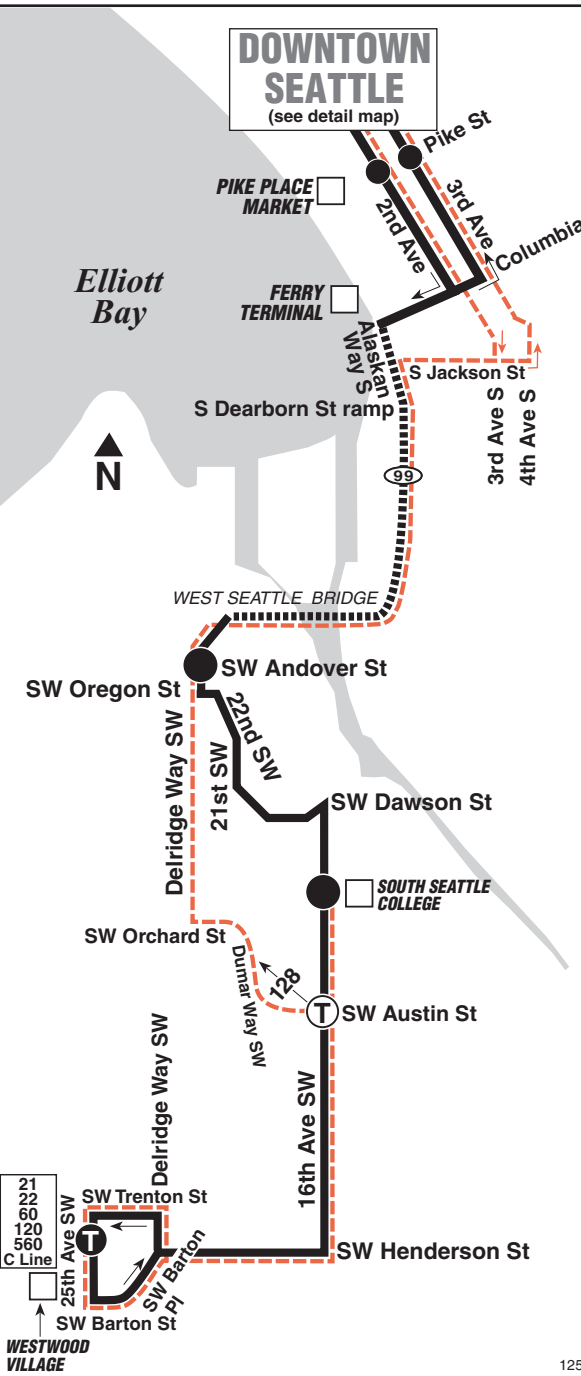 DOWNTOWN
SEATTLE
(see detail map)
Pike St
PIKE PLACE
MARKET
2nd Ave
3rd Ave
Columbia
Elliott
Bay
FERRY
TERMINAL
Alaskan
Way S
S Jackson St
S Dearborn St ramp
3rd Ave S
4th Ave S
N
99
WEST SEATTLE BRIDGE
SW Andover St
SW Oregon St
22nd SW
21st SW
Delridge Way SW
SW Dawson St
SOUTH SEATTLE
COLLEGE
SW Orchard St
Dumar Way SW
128
T
SW Austin St
Delridge Way SW
16th Ave SW
21
22
60
120
560
C Line
SW Trenton St
25th Ave SW
T
SW Barton
Pl
SW Henderson St
SW Barton St
WESTWOOD
VILLAGE
125